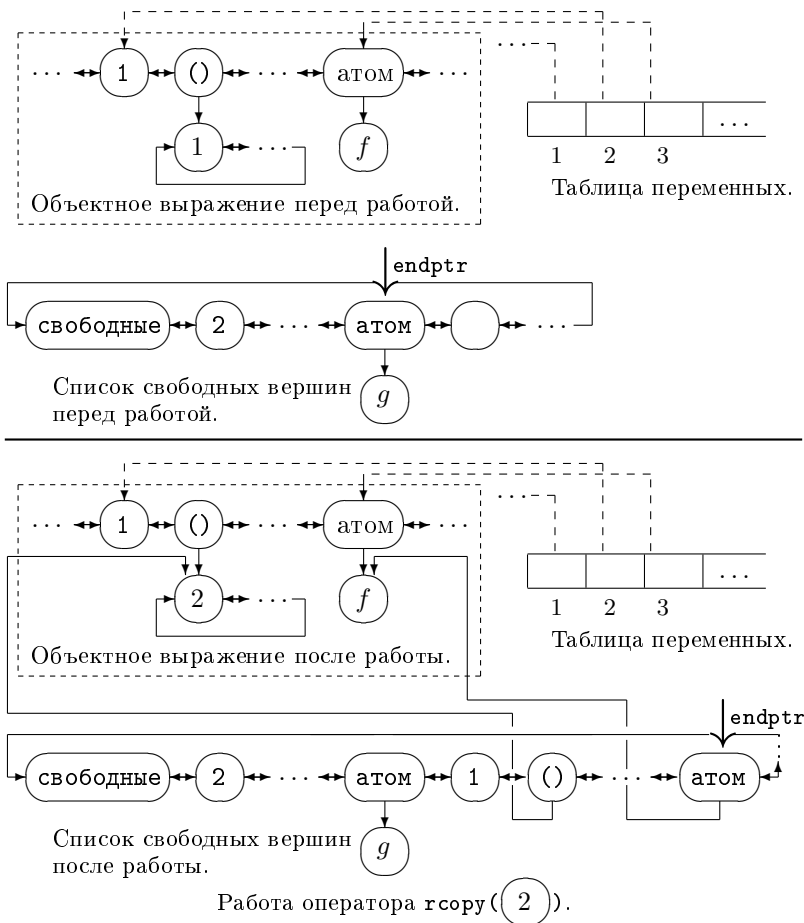 ... 1 () ... атом ... ...
1 ... f ...
1 2 3
Объектное выражение перед работой. Таблица переменных.
endptr
свободные 2 ... атом ...
Список свободных вершин g
перед работой.
... 1 () ... атом ... ...
2 ... f ...
1 2 3
Объектное выражение после работы. Таблица переменных.
endptr
свободные 2 ... атом 1 () ... атом
Список свободных вершин g
после работы.
Работа оператора rcopy(2).